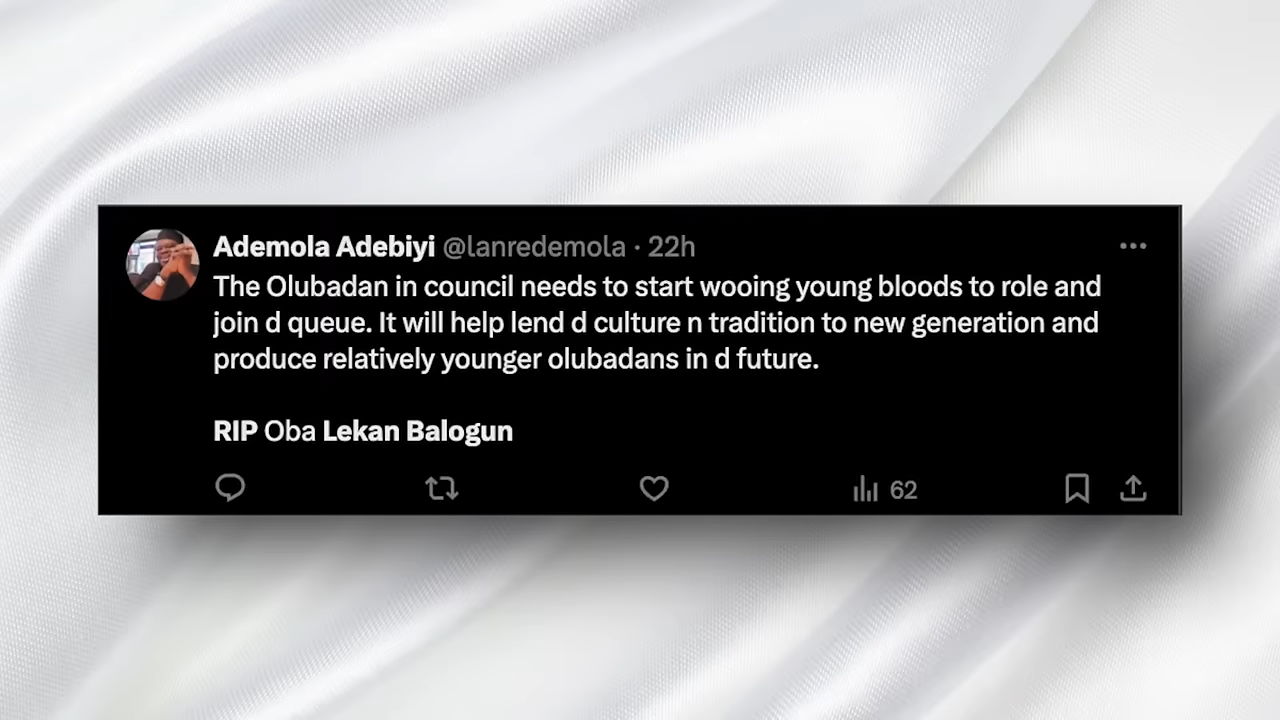 Ademola Adebiyi @lanredemola · 22h
The Olubadan in council needs to start wooing young bloods to role and
join d queue. It will help lend d culture n tradition to new generation and
produce relatively younger olubadans in d future.
RIP Oba Lekan Balogun
62